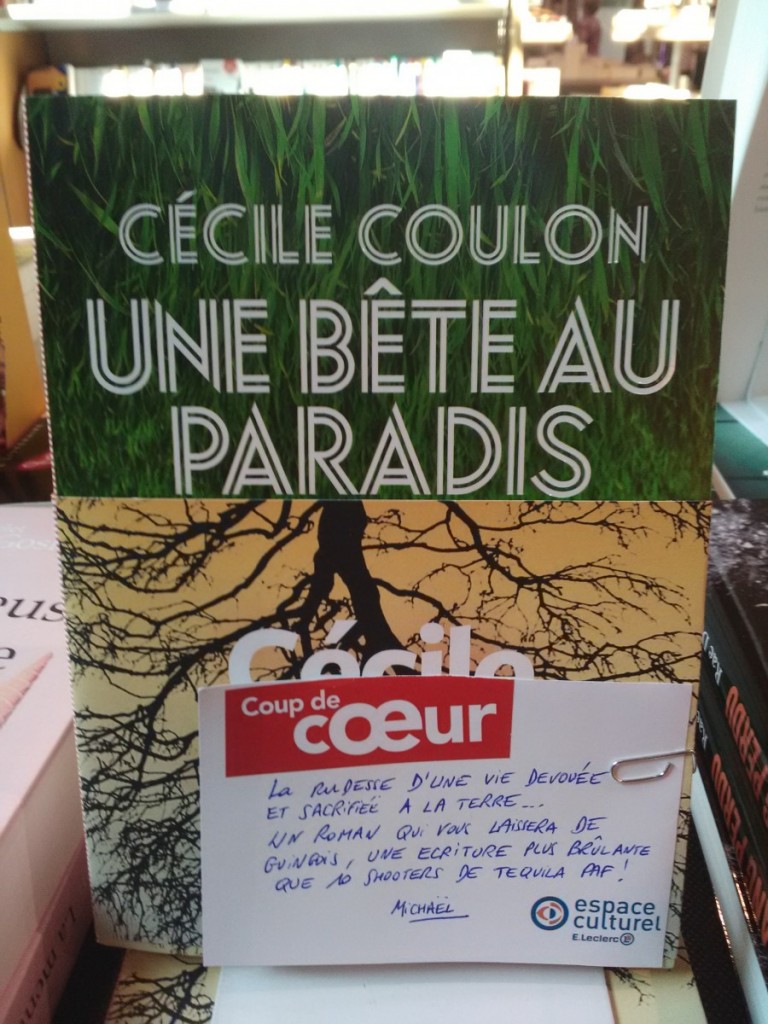 CÉCILE COULON
UNE BÊTE AU
PARADIS
Cécile
Coup de
cœur
LA RUDESSE D'UNE VIE DEVOUÉE
ET SACRIFIÉE A LA TERRE...
UN ROMAN QUI VOUS LAISSERA DE
GUINGOIS, UNE ECRITURE PLUS BRÛLANTE
QUE 10 SHOOTERS DE TEQUILA PAF !
MICHAËL
espace
culturel
E.Leclerc